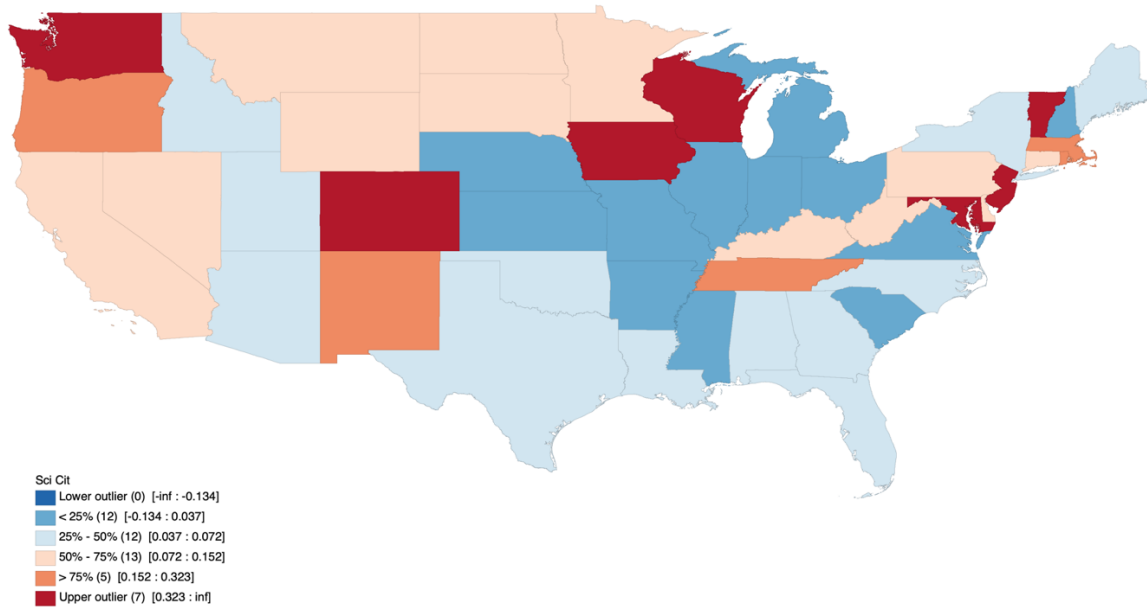 Sci Cit
Lower outlier (0) [-inf : -0.134]
< 25% (12) [-0.134 : 0.037]
25% - 50% (12) [0.037 : 0.072]
50% - 75% (13) [0.072 : 0.152]
> 75% (5) [0.152 : 0.323]
Upper outlier (7) [0.323 : inf]